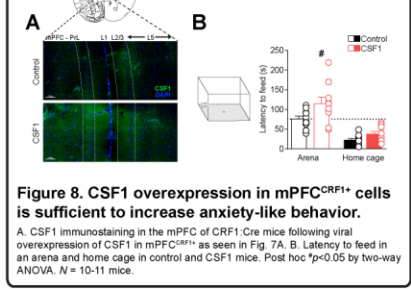 A
B
mPFC - PrL L1 L2/3 L5
Control
CSF1
DAPI
CSF1
Control
CSF1
Latency to feed (s)
250
200
150
100
50
0
#
Arena Home cage
Figure 8. CSF1 overexpression in mPFCCRF1+ cells
is sufficient to increase anxiety-like behavior.
A. CSF1 immunostaining in the mPFC of CRF1:Cre mice following viral
overexpression of CSF1 in mPFCCRF1+ as seen in Fig. 7A. B. Latency to feed in
an arena and home cage in control and CSF1 mice. Post hoc #p<0.05 by two-way
ANOVA. N = 10-11 mice.